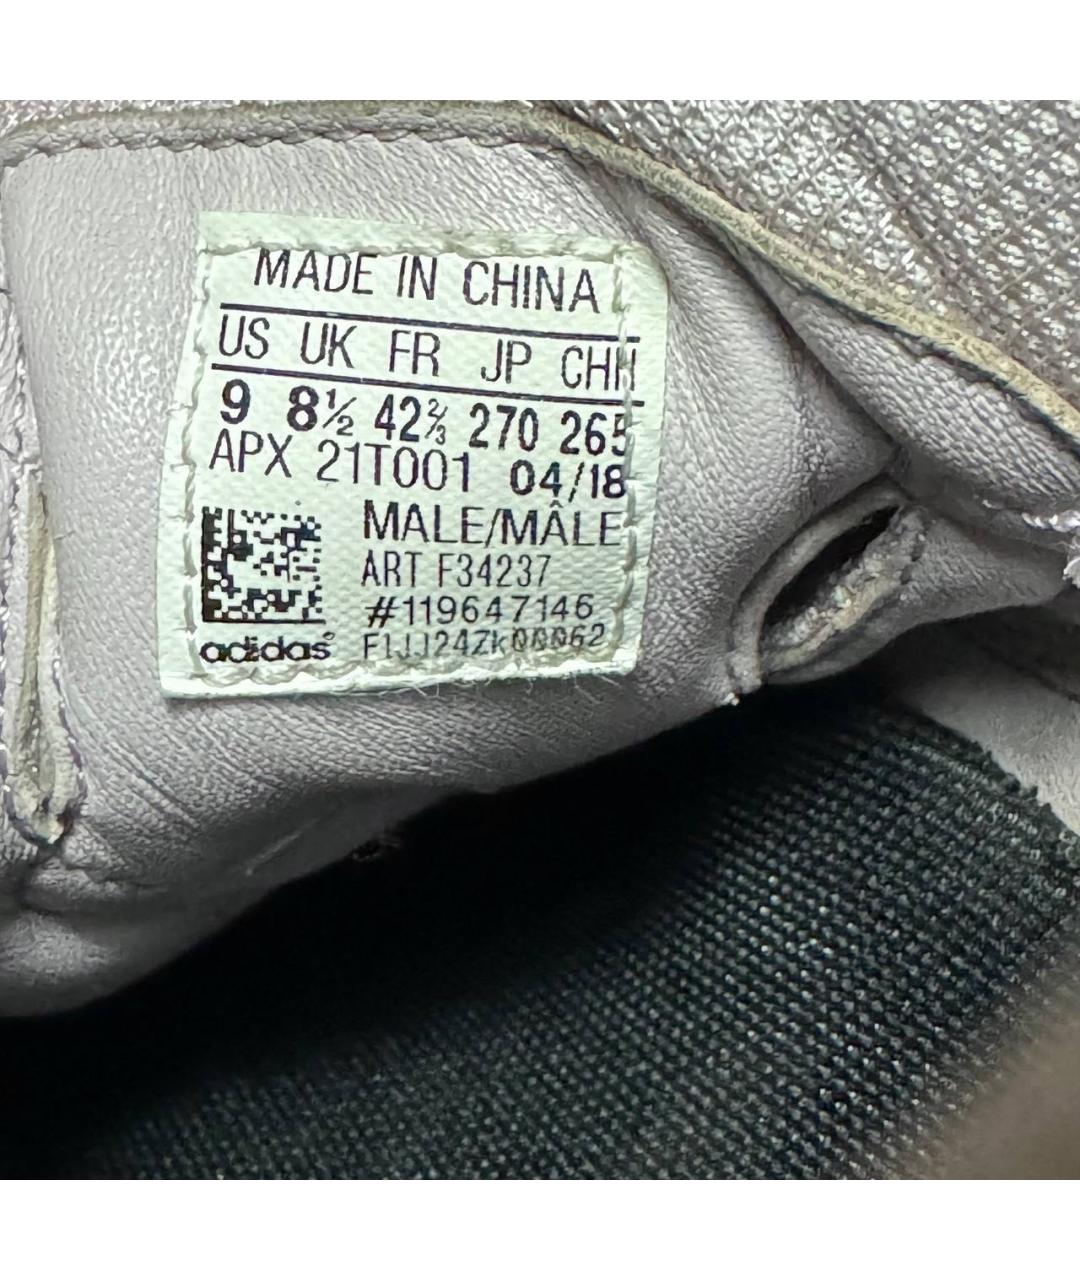 MADE IN CHINA
US UK FR JP CHN
9 8½ 42⅔ 270 265
APX 21T001 04/18
MALE/MÂLE
ART F34237
#119647146
adidas®